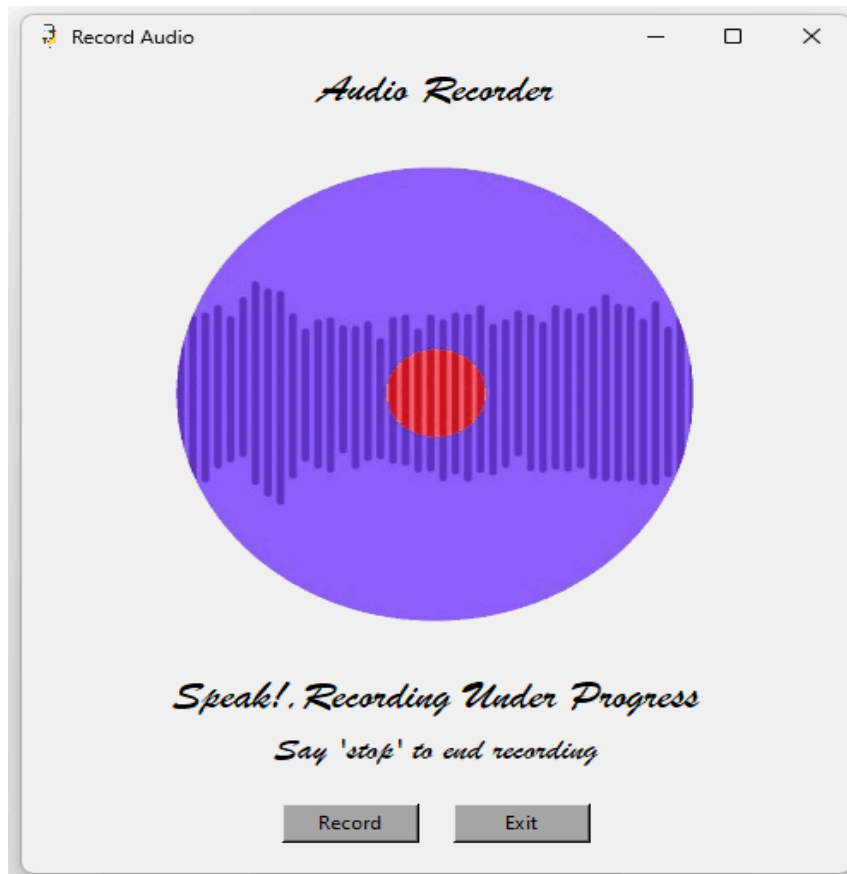 Record Audio
Audio Recorder
Speak!, Recording Under Progress
Say 'stop' to end recording
Record Exit